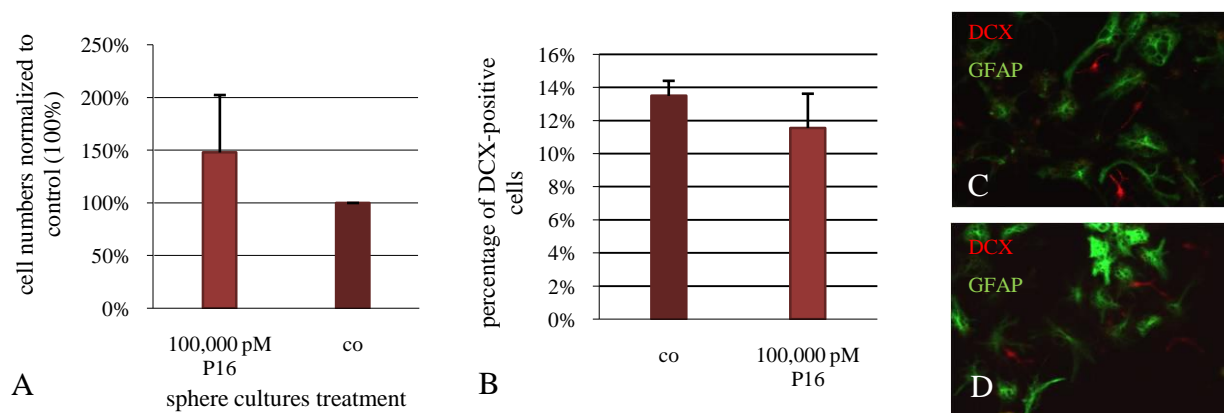 cell numbers normalized to
control (100%)
250%
200%
150%
100%
50%
0%
100,000 pM
P16
co
sphere cultures treatment
A
percentage of DCX-positive
cells
16%
14%
12%
10%
8%
6%
4%
2%
0%
co
100,000 pM
P16
B
DCX
GFAP
C
DCX
GFAP
D